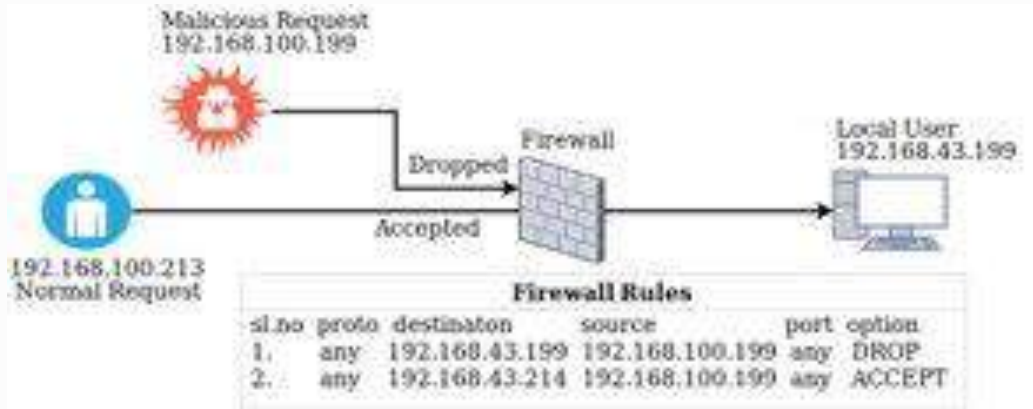 Malicious Request
192.168.100.199
Firewall
Local User
192.168.43.199
Dropped
Accepted
192.168.100.213
Normal Request
Firewall Rules
sl.no proto destinaton source port option
1. any 192.168.43.199 192.168.100.199 any DROP
2. any 192.168.43.214 192.168.100.199 any ACCEPT